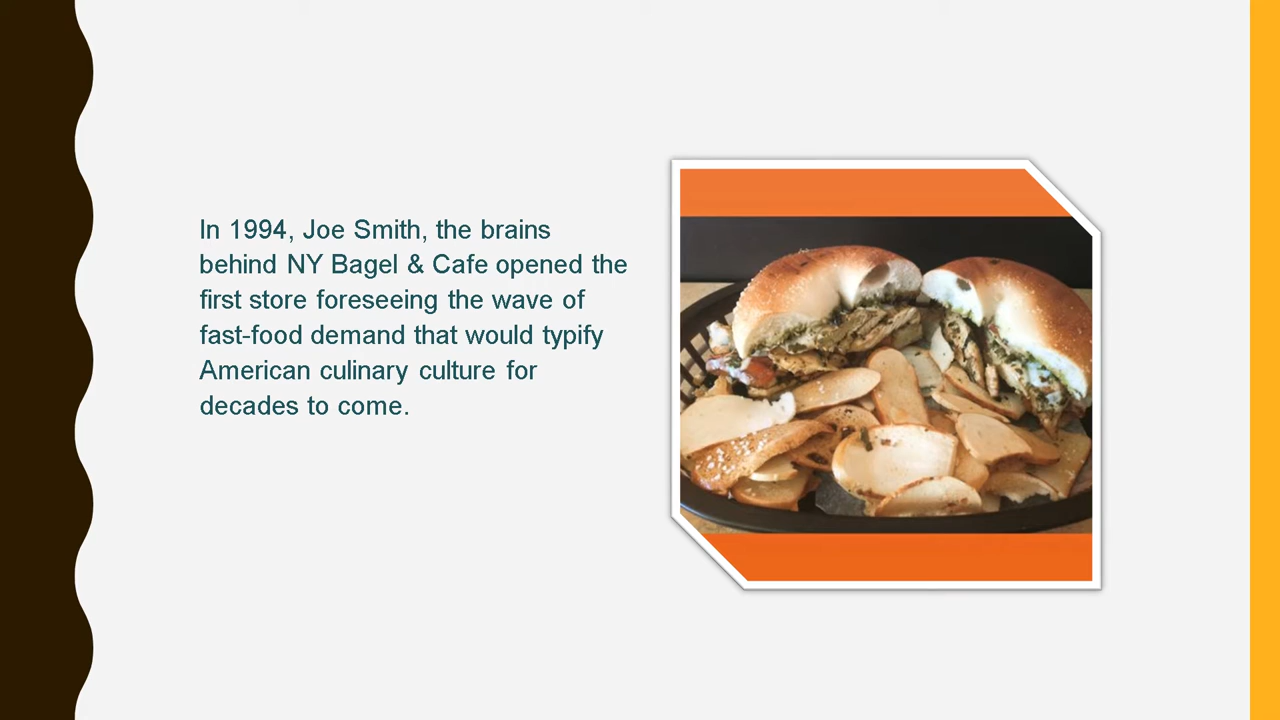 In 1994, Joe Smith, the brains
behind NY Bagel & Cafe opened the
first store foreseeing the wave of
fast-food demand that would typify
American culinary culture for
decades to come.